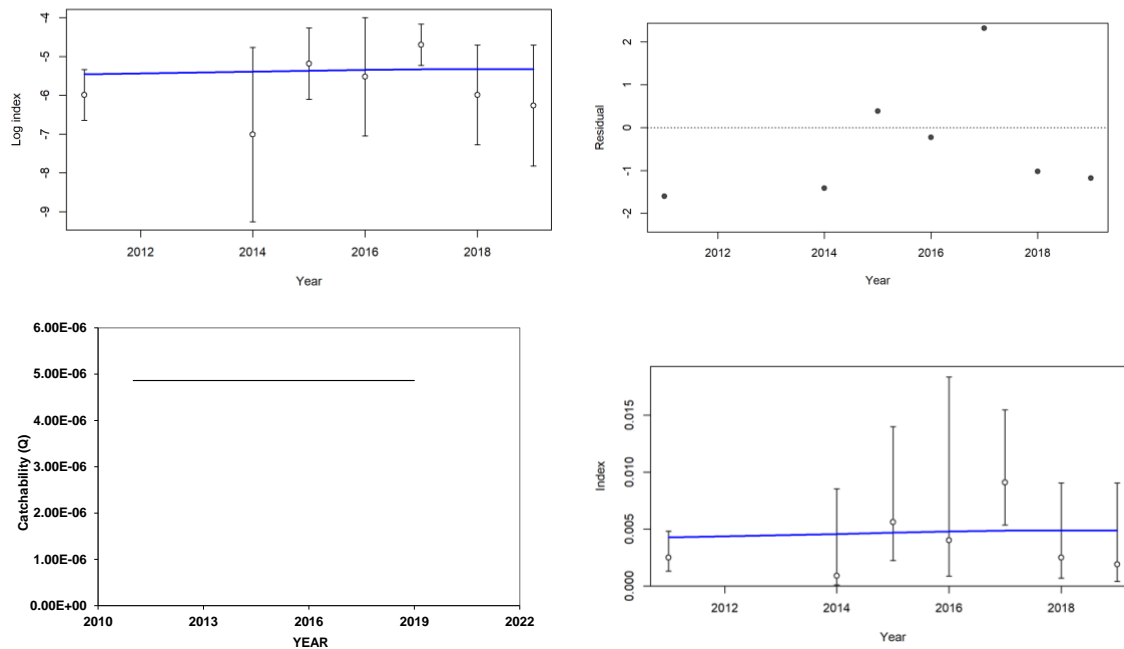 -4
-5
-6
-7
-8
-9
Log index
2012 2014 2016 2018
Year
2
1
0
-1
-2
Residual
2012 2014 2016 2018
Year
6.00E-06
5.00E-06
4.00E-06
3.00E-06
2.00E-06
1.00E-06
0.00E+00
Catchability (Q)
2010 2013 2016 2019 2022
YEAR
0.015
0.010
0.005
0.000
Index
2012 2014 2016 2018
Year